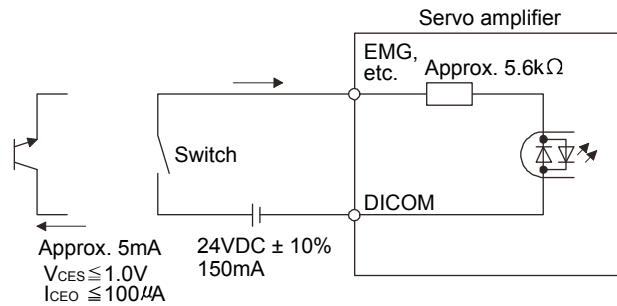 Servo amplifier
EMG,
etc.
Approx. 5.6kΩ
Switch
DICOM
Approx. 5mA
VCES≦1.0V
ICEO ≦100μA
24VDC ± 10%
150mA